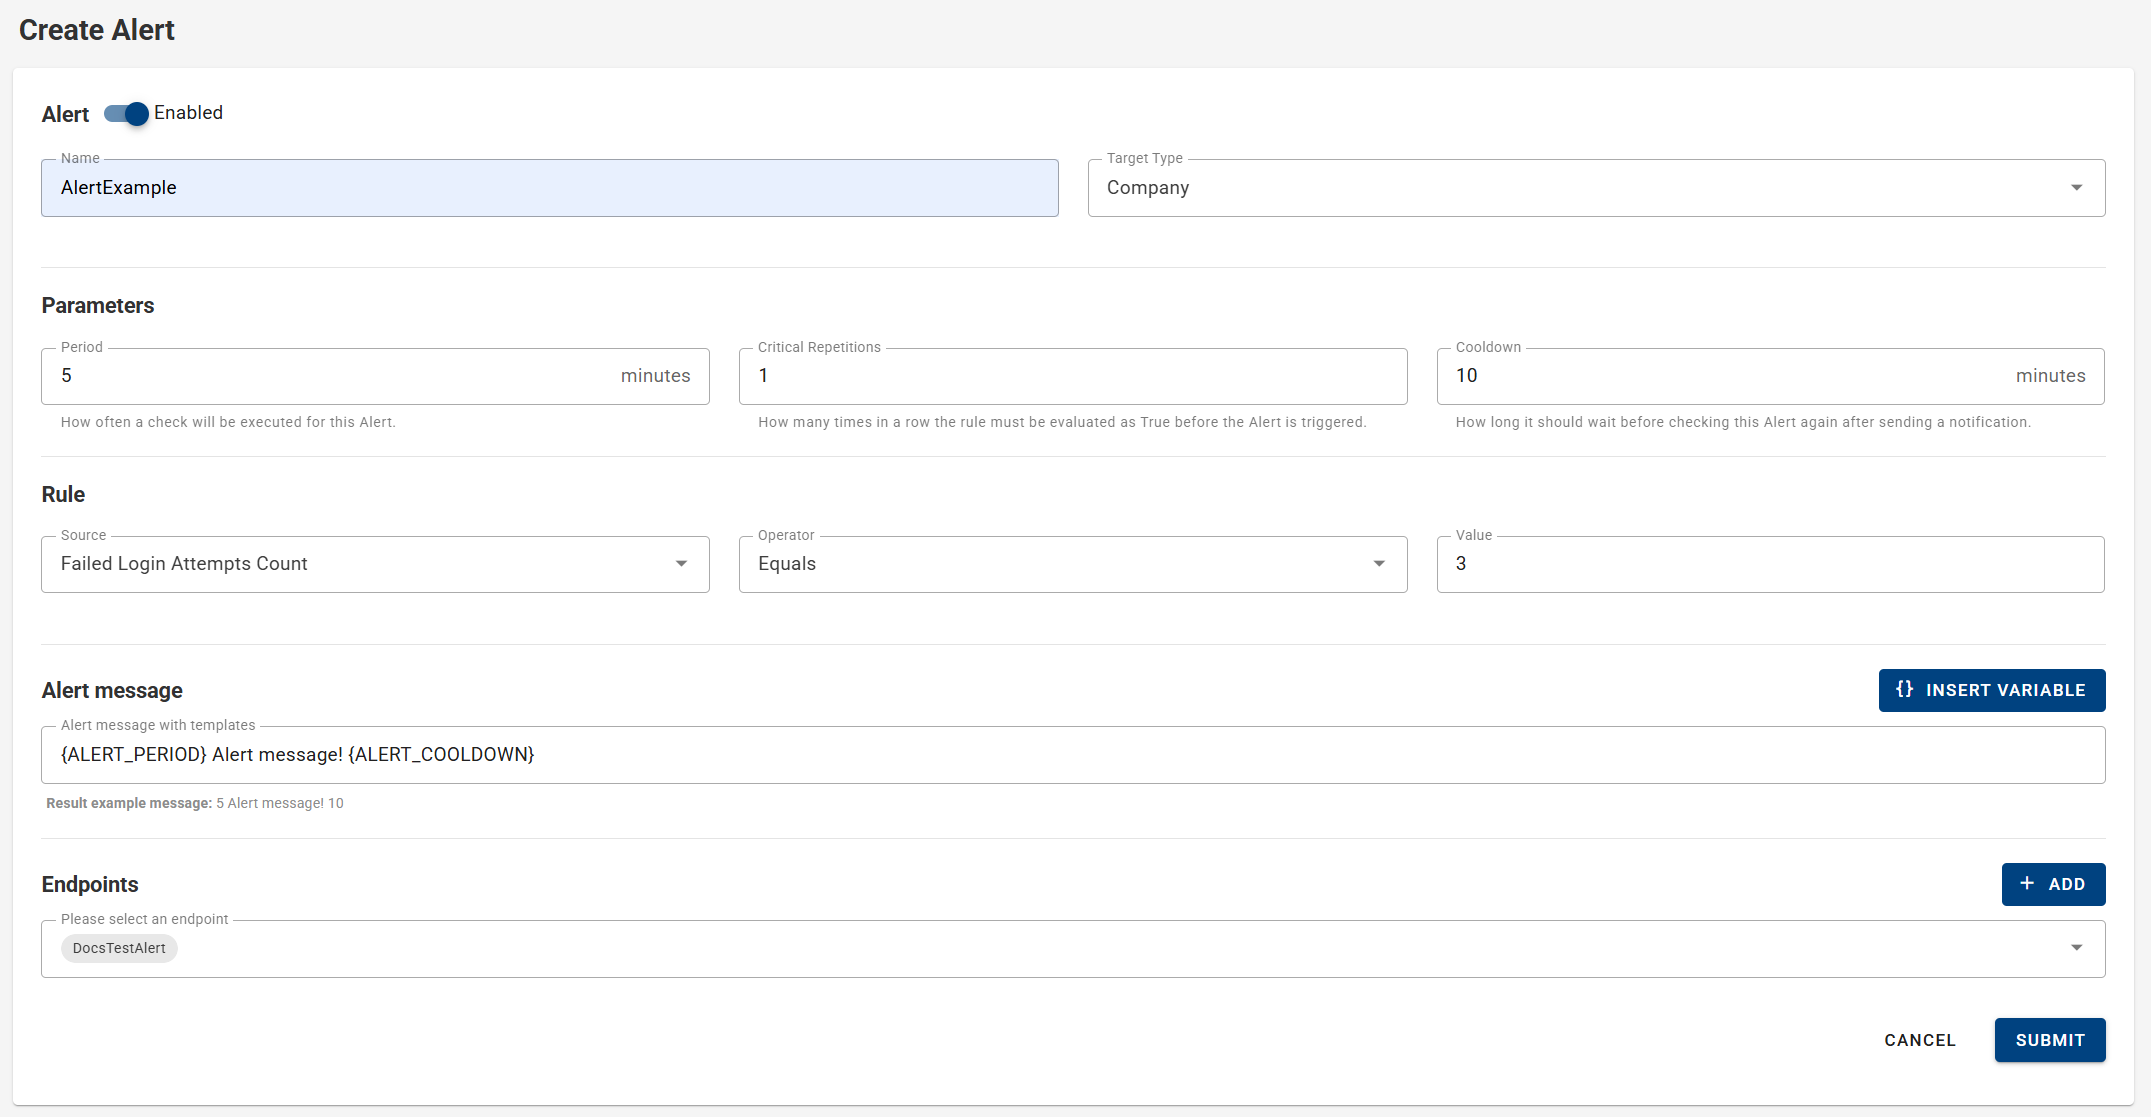 Create Alert
Alert Enabled
Name
AlertExample
Target Type
Company
Parameters
Period
5 minutes
How often a check will be executed for this Alert.
Critical Repetitions
1
How many times in a row the rule must be evaluated as True before the Alert is triggered.
Cooldown
10 minutes
How long it should wait before checking this Alert again after sending a notification.
Rule
Source
Failed Login Attempts Count
Operator
Equals
Value
3
Alert message
{} INSERT VARIABLE
Alert message with templates
{ALERT_PERIOD} Alert message! {ALERT_COOLDOWN}
Result example message: 5 Alert message! 10
Endpoints
+ ADD
Please select an endpoint
DocsTestAlert
CANCEL
SUBMIT